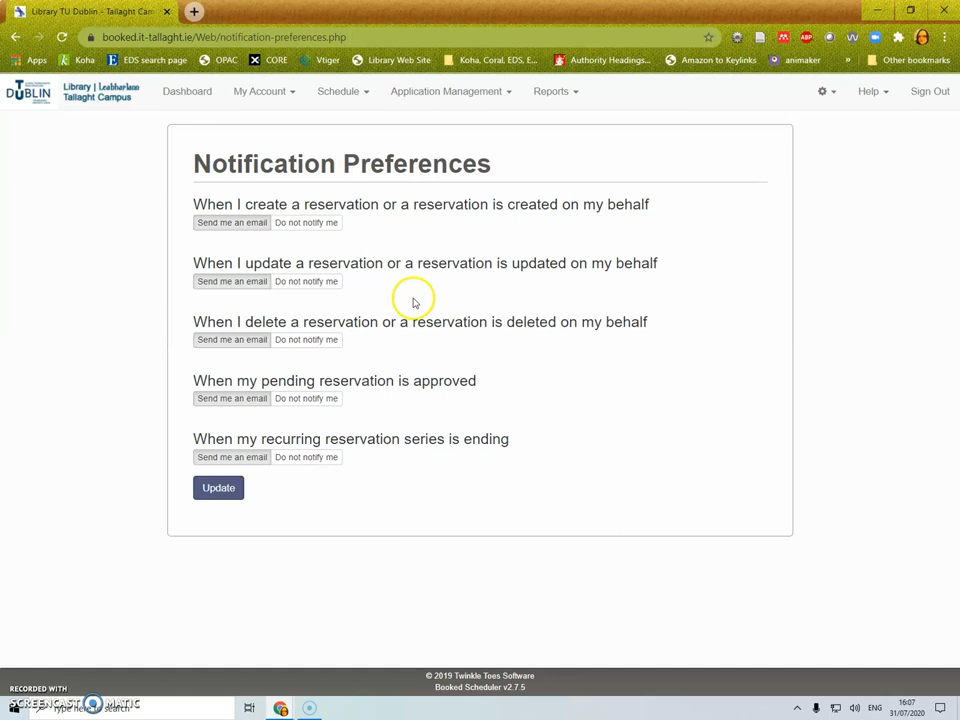 Library TU Dublin - Tallaght Cam
booked.it-tallaght.ie/Web/notification-preferences.php
ABP
Apps
Koha
EDS search page
OPAC
CORE
Vtiger
Library Web Site
Koha, Coral, EDS, E...
Authority Headings...
Amazon to Keylinks
animaker
»
Other bookmarks
DUBLIN
Library | Leabharlann
Tallaght Campus
Dashboard
My Account
Schedule
Application Management
Reports
Help
Sign Out
Notification Preferences
When I create a reservation or a reservation is created on my behalf
Send me an email Do not notify me
When I update a reservation or a reservation is updated on my behalf
Send me an email Do not notify me
When I delete a reservation or a reservation is deleted on my behalf
Send me an email Do not notify me
When my pending reservation is approved
Send me an email Do not notify me
When my recurring reservation series is ending
Send me an email Do not notify me
Update
© 2019 Twinkle Toes Software
Booked Scheduler v2.7.5
RECORDED WITH
SCREENCAST MATIC
Type here to search
ENG
16:07
31/07/2020